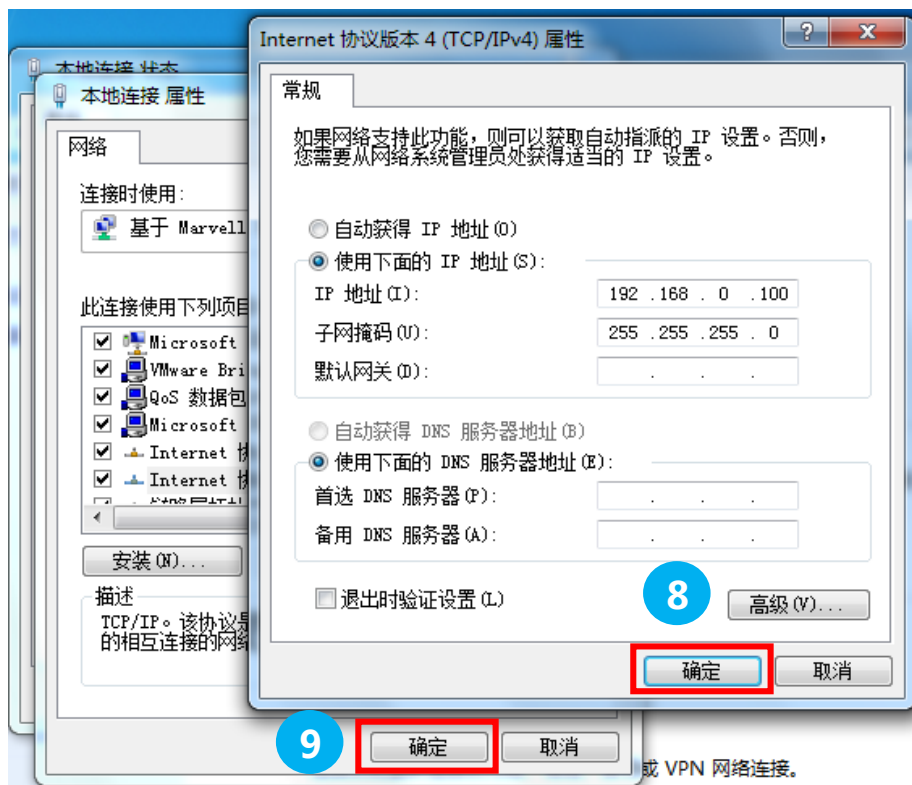 本地连接 状态
本地连接 属性
网络
连接时使用:
基于 Marvell
此连接使用下列项目
Microsoft
VMware Bri
QoS 数据包
Microsoft
Internet 协
Internet 协
安装(N)...
描述
TCP/IP。该协议是
的相互连接的网络
9
确定
取消
Internet 协议版本 4 (TCP/IPv4) 属性
?
X
常规
如果网络支持此功能，则可以获取自动指派的 IP 设置。否则，
您需要从网络系统管理员处获得适当的 IP 设置。
自动获得 IP 地址(O)
使用下面的 IP 地址(S):
IP 地址(I): 192 .168 . 0 .100
子网掩码(U): 255 .255 .255 . 0
默认网关(D): . . .
自动获得 DNS 服务器地址(B)
使用下面的 DNS 服务器地址(E):
首选 DNS 服务器(P): . . .
备用 DNS 服务器(A): . . .
退出时验证设置(L)
8
高级(V)...
确定
取消
或 VPN 网络连接。